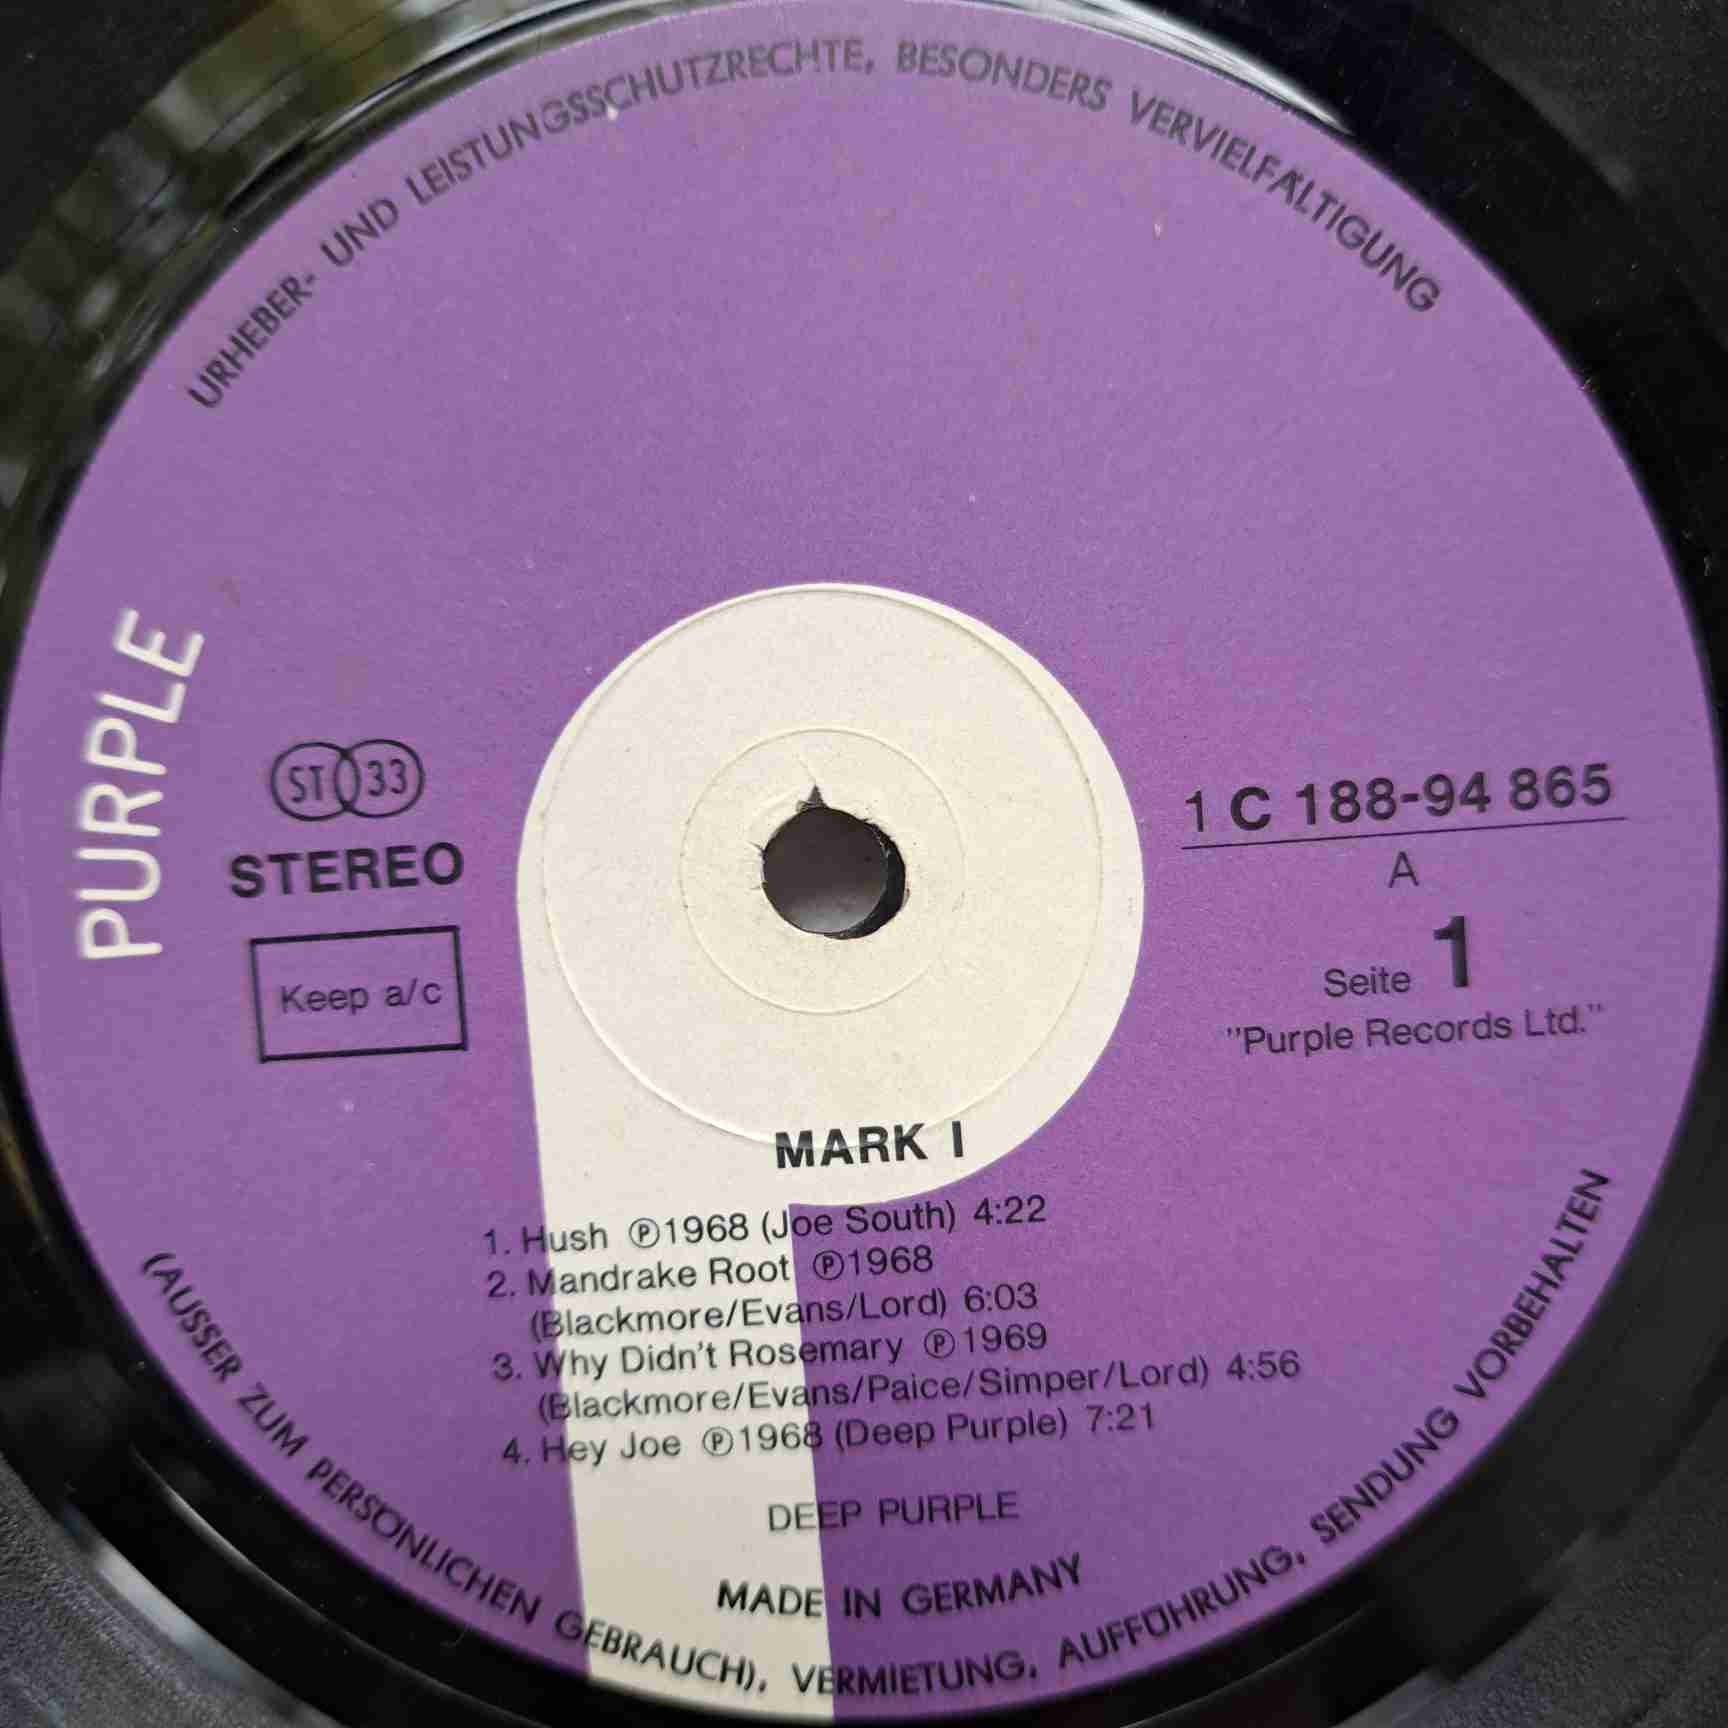 URHEBER- UND LEISTUNGSSCHUTZRECHTE, BESONDERS VERVIELFÄLTIGUNG
PURPLE
ST 33
STEREO
Keep a/c
1 C 188-94 865
A
Seite 1
"Purple Records Ltd."
MARK I
1. Hush ℗1968 (Joe South) 4:22
2. Mandrake Root ℗1968
(Blackmore/Evans/Lord) 6:03
3. Why Didn't Rosemary ℗1969
(Blackmore/Evans/Paice/Simper/Lord) 4:56
4. Hey Joe ℗1968 (Deep Purple) 7:21
DEEP PURPLE
MADE IN GERMANY
(AUSSER ZUM PERSÖNLICHEN GEBRAUCH), VERMIETUNG, AUFFÜHRUNG, SENDUNG VORBEHALTEN